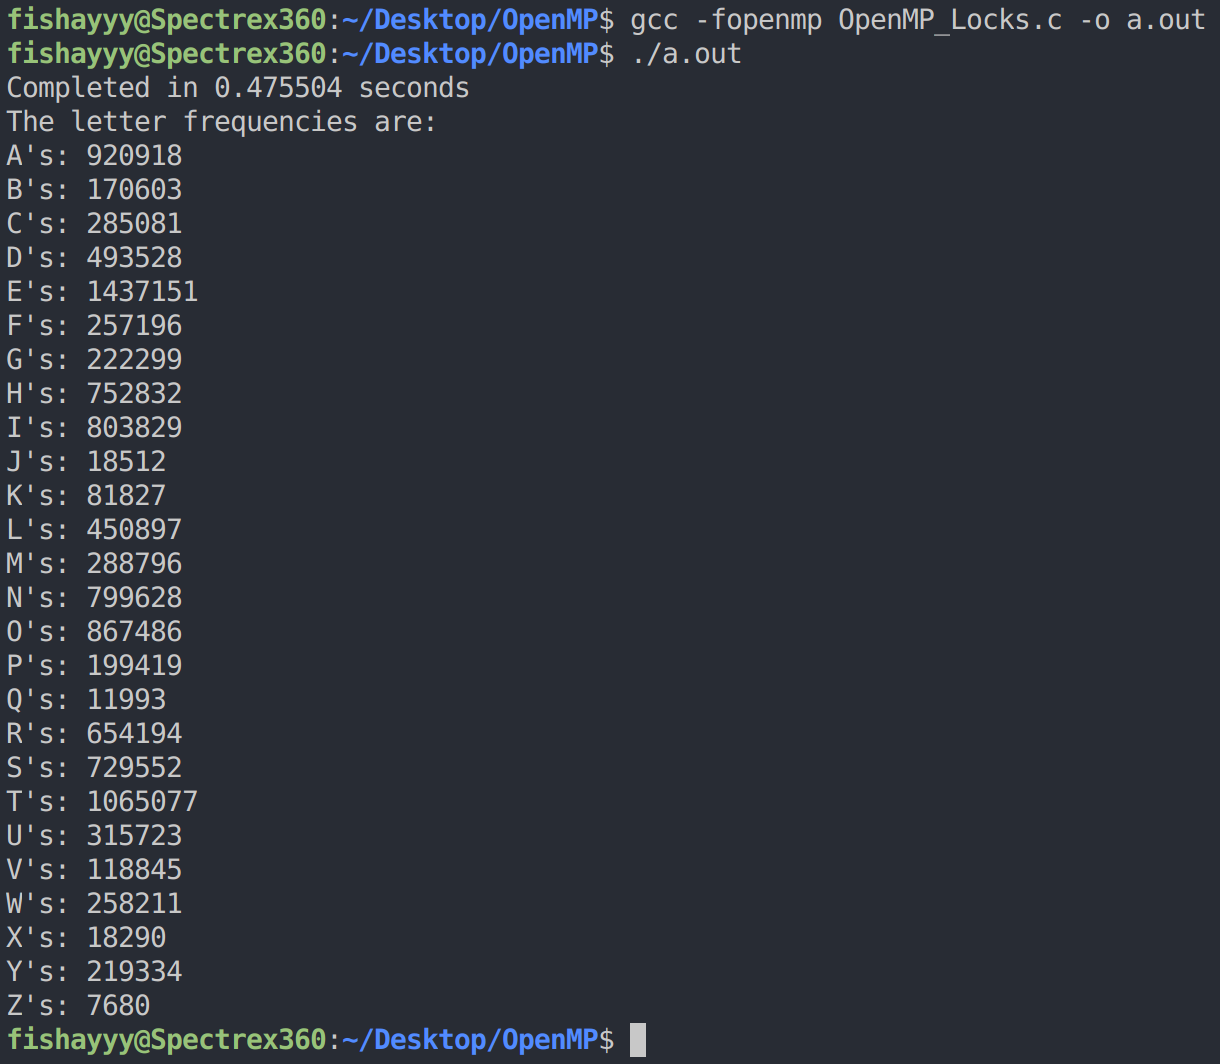 fishayyy@Spectrex360:~/Desktop/OpenMP$ gcc -fopenmp OpenMP_Locks.c -o a.out
fishayyy@Spectrex360:~/Desktop/OpenMP$ ./a.out
Completed in 0.475504 seconds
The letter frequencies are:
A's: 920918
B's: 170603
C's: 285081
D's: 493528
E's: 1437151
F's: 257196
G's: 222299
H's: 752832
I's: 803829
J's: 18512
K's: 81827
L's: 450897
M's: 288796
N's: 799628
O's: 867486
P's: 199419
Q's: 11993
R's: 654194
S's: 729552
T's: 1065077
U's: 315723
V's: 118845
W's: 258211
X's: 18290
Y's: 219334
Z's: 7680
fishayyy@Spectrex360:~/Desktop/OpenMP$